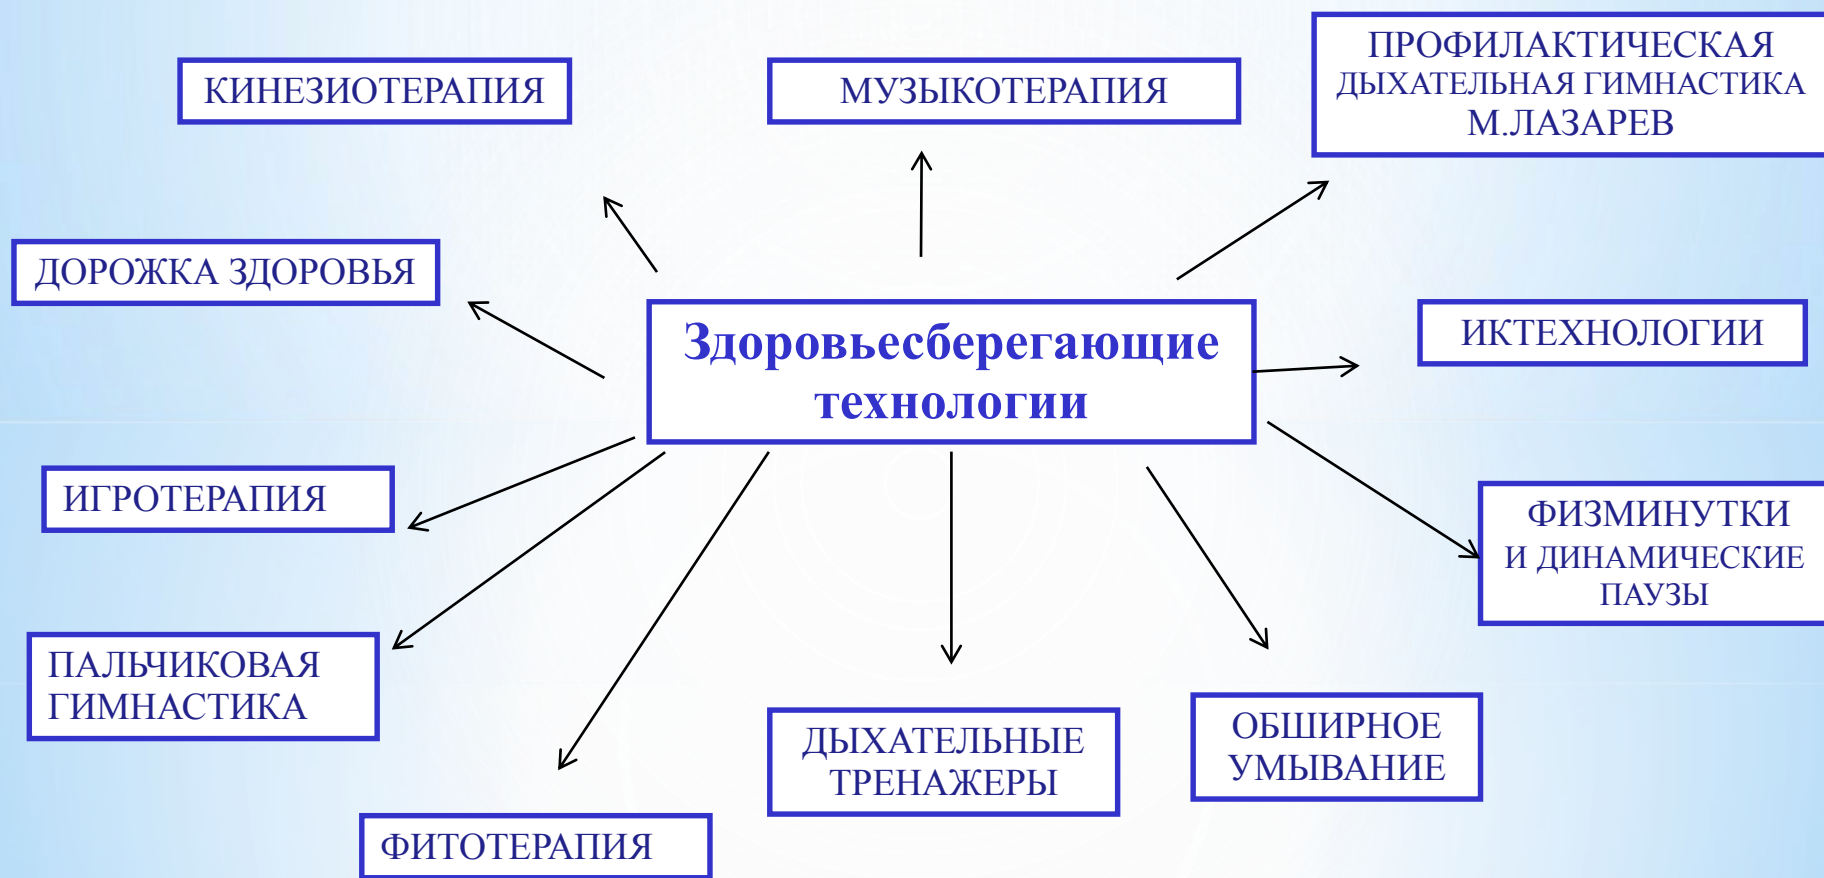 КИНЕЗИОТЕРАПИЯ
МУЗЫКОТЕРАПИЯ
ПРОФИЛАКТИЧЕСКАЯ
ДЫХАТЕЛЬНАЯ ГИМНАСТИКА
М.ЛАЗАРЕВ
ДОРОЖКА ЗДОРОВЬЯ
Здоровьесберегающие
технологии
ИКТЕХНОЛОГИИ
ИГРОТЕРАПИЯ
ФИЗМИНУТКИ
И ДИНАМИЧЕСКИЕ
ПАУЗЫ
ПАЛЬЧИКОВАЯ
ГИМНАСТИКА
ДЫХАТЕЛЬНЫЕ
ТРЕНАЖЕРЫ
ОБШИРНОЕ
УМЫВАНИЕ
ФИТОТЕРАПИЯ